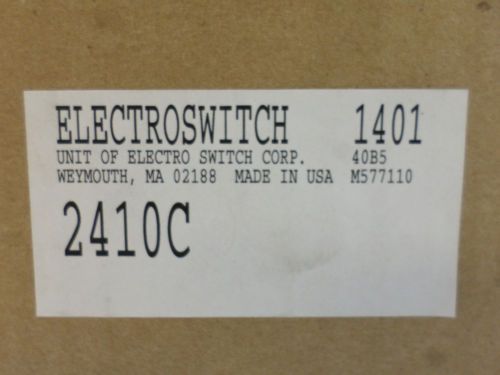 ELECTROSWITCH 1401
UNIT OF ELECTRO SWITCH CORP. 40B5
WEYMOUTH, MA 02188 MADE IN USA M577110
2410C